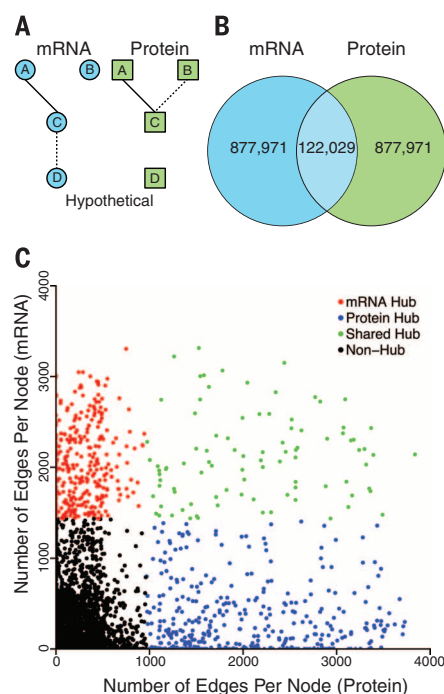 A
mRNA Protein
A B A B
C C
D D
Hypothetical
B
mRNA Protein
877,971 122,029 877,971
C
Number of Edges Per Node (mRNA)
4000
3000
2000
1000
0
mRNA Hub
Protein Hub
Shared Hub
Non-Hub
0 1000 2000 3000 4000
Number of Edges Per Node (Protein)